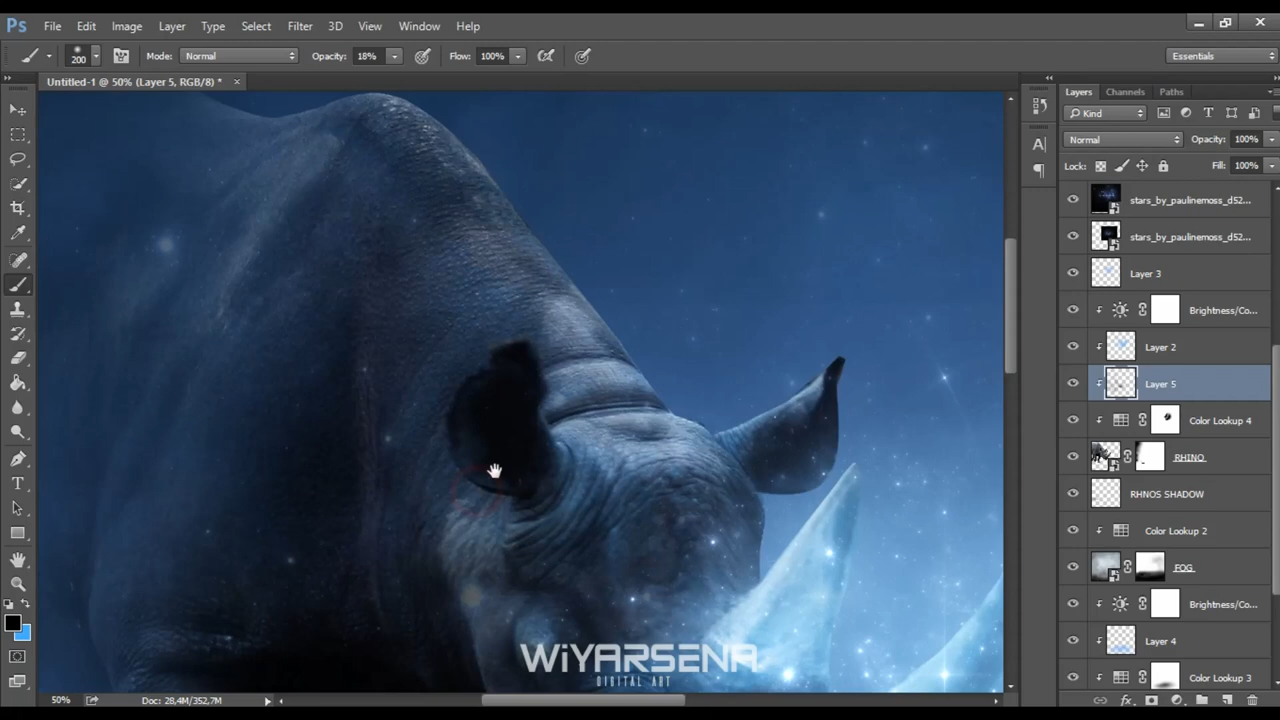 Ps File Edit Image Layer Type Select Filter 3D View Window Help
200 Mode: Normal Opacity: 18% Flow: 100% Essentials
Untitled-1 @ 50% (Layer 5, RGB/8) * ×
Layers Channels Paths
Kind
Normal Opacity: 100%
Lock: Fill: 100%
stars_by_paulinemoss_d52...
stars_by_paulinemoss_d52...
Layer 3
Brightness/Co...
Layer 2
Layer 5
Color Lookup 4
RHINO
RHNOS SHADOW
Color Lookup 2
FOG
Brightness/Co...
Layer 4
Color Lookup 3
WiYARSENA
DIGITAL ART
50% Doc: 28,4M/352,7M